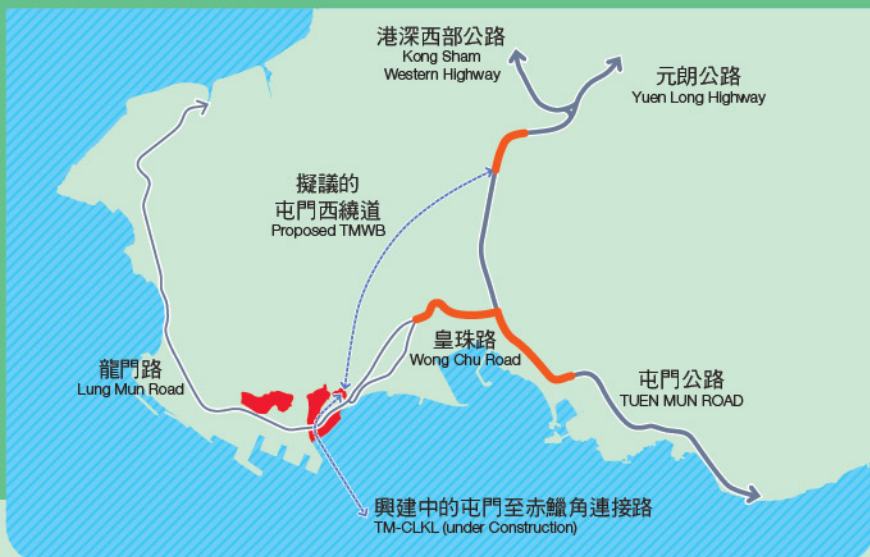 港深西部公路
Kong Sham
Western Highway
元朗公路
Yuen Long Highway
擬議的
屯門西繞道
Proposed TMWB
皇珠路
Wong Chu Road
龍門路
Lung Mun Road
屯門公路
TUEN MUN ROAD
興建中的屯門至赤鱲角連接路
TM-CLKL (under Construction)